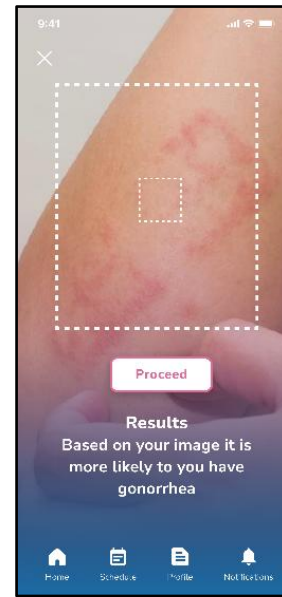 9:41
Proceed
Results
Based on your image it is
more likely to you have
gonorrhea
Home Schedule Profile Notifications